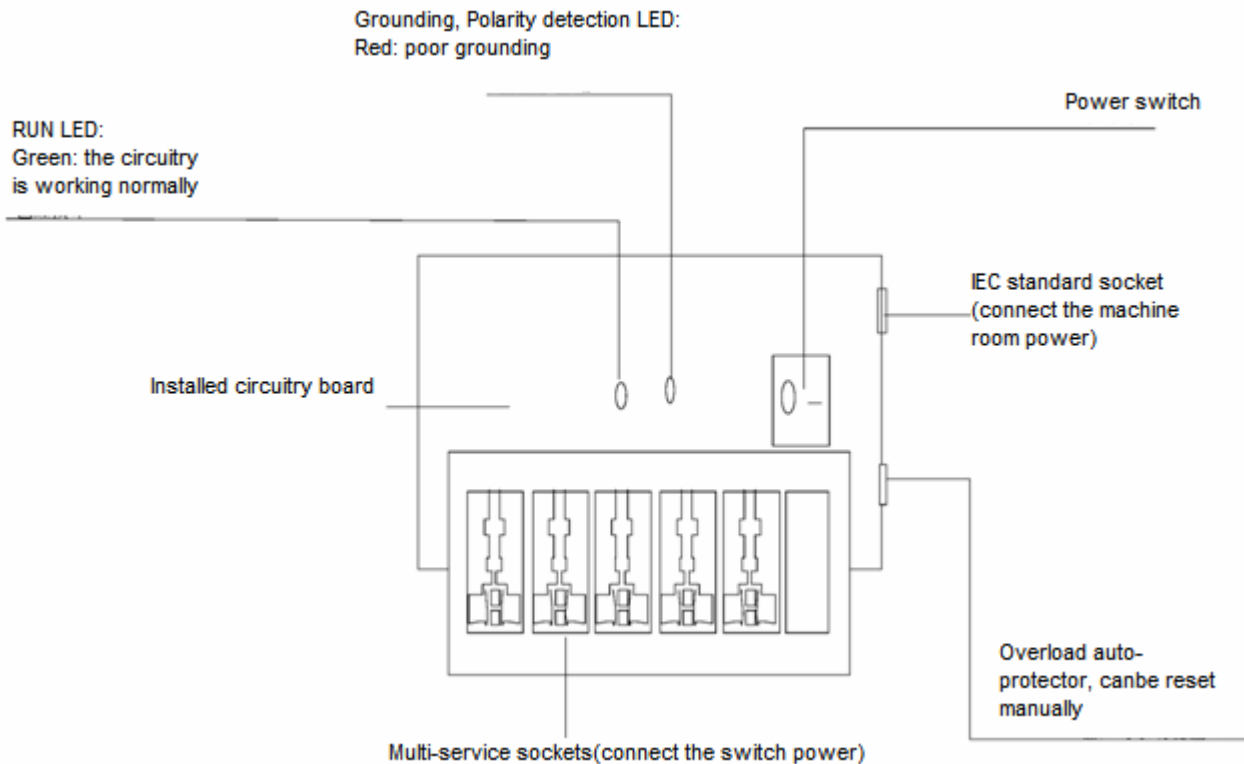 Grounding, Polarity detection LED:
Red: poor grounding
Power switch
RUN LED:
Green: the circuitry
is working normally
IEC standard socket
(connect the machine
room power)
Installed circuitry board
Overload auto-
protector, canbe reset
manually
Multi-service sockets(connect the switch power)